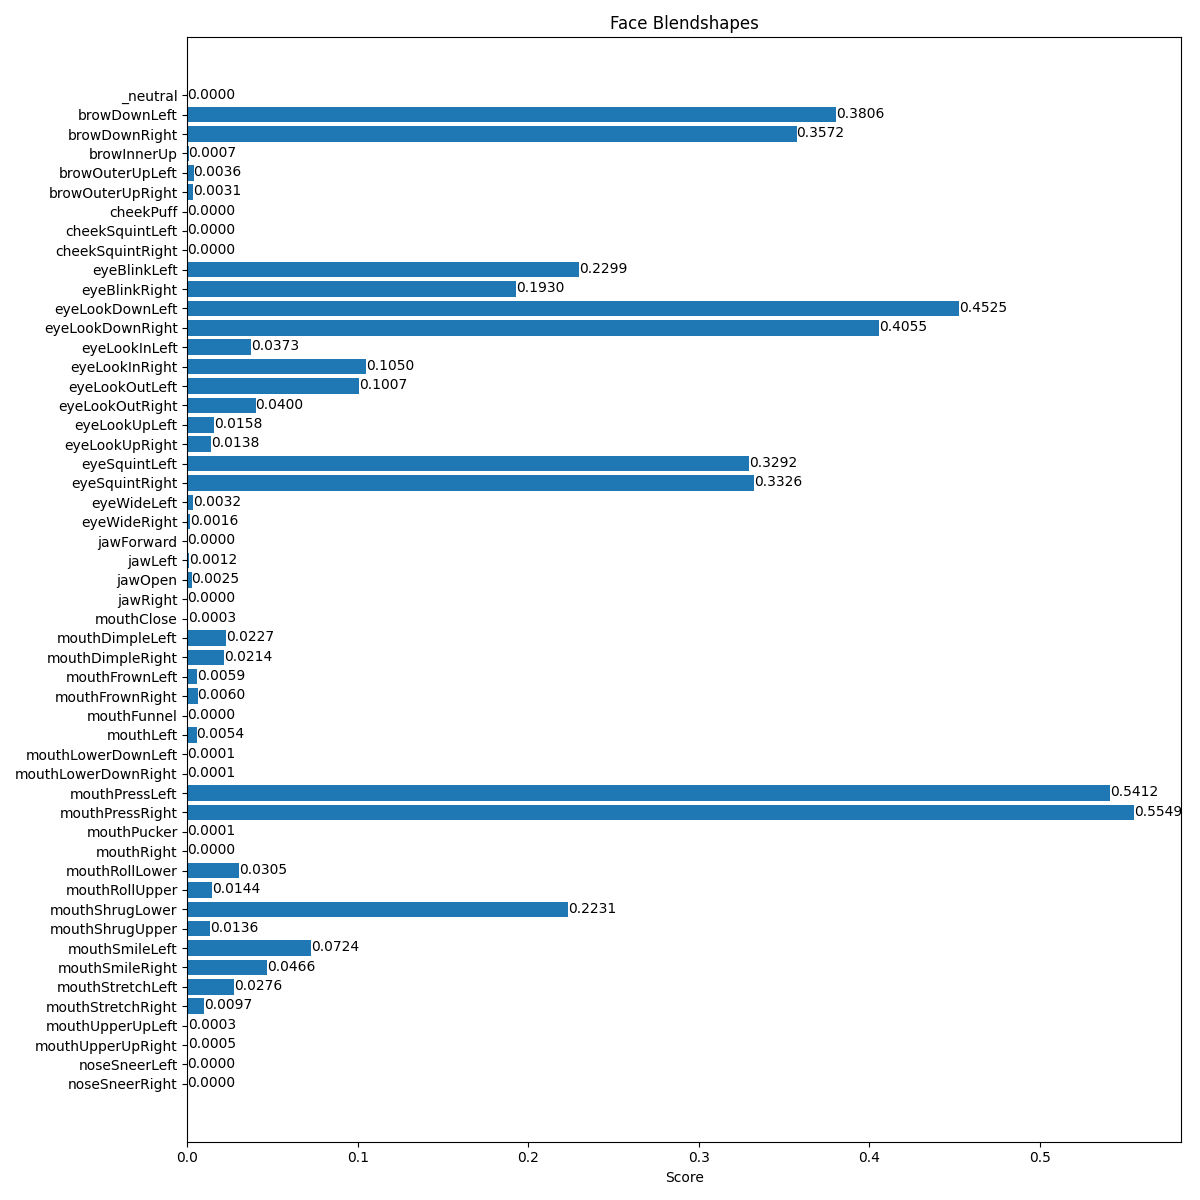 Face Blendshapes
_neutral 0.0000
browDownLeft 0.3806
browDownRight 0.3572
browInnerUp 0.0007
browOuterUpLeft 0.0036
browOuterUpRight 0.0031
cheekPuff 0.0000
cheekSquintLeft 0.0000
cheekSquintRight 0.0000
eyeBlinkLeft 0.2299
eyeBlinkRight 0.1930
eyeLookDownLeft 0.4525
eyeLookDownRight 0.4055
eyeLookInLeft 0.0373
eyeLookInRight 0.1050
eyeLookOutLeft 0.1007
eyeLookOutRight 0.0400
eyeLookUpLeft 0.0158
eyeLookUpRight 0.0138
eyeSquintLeft 0.3292
eyeSquintRight 0.3326
eyeWideLeft 0.0032
eyeWideRight 0.0016
jawForward 0.0000
jawLeft 0.0012
jawOpen 0.0025
jawRight 0.0000
mouthClose 0.0003
mouthDimpleLeft 0.0227
mouthDimpleRight 0.0214
mouthFrownLeft 0.0059
mouthFrownRight 0.0060
mouthFunnel 0.0000
mouthLeft 0.0054
mouthLowerDownLeft 0.0001
mouthLowerDownRight 0.0001
mouthPressLeft 0.5412
mouthPressRight 0.5549
mouthPucker 0.0001
mouthRight 0.0000
mouthRollLower 0.0305
mouthRollUpper 0.0144
mouthShrugLower 0.2231
mouthShrugUpper 0.0136
mouthSmileLeft 0.0724
mouthSmileRight 0.0466
mouthStretchLeft 0.0276
mouthStretchRight 0.0097
mouthUpperUpLeft 0.0003
mouthUpperUpRight 0.0005
noseSneerLeft 0.0000
noseSneerRight 0.0000
0.0 0.1 0.2 0.3 0.4 0.5
Score